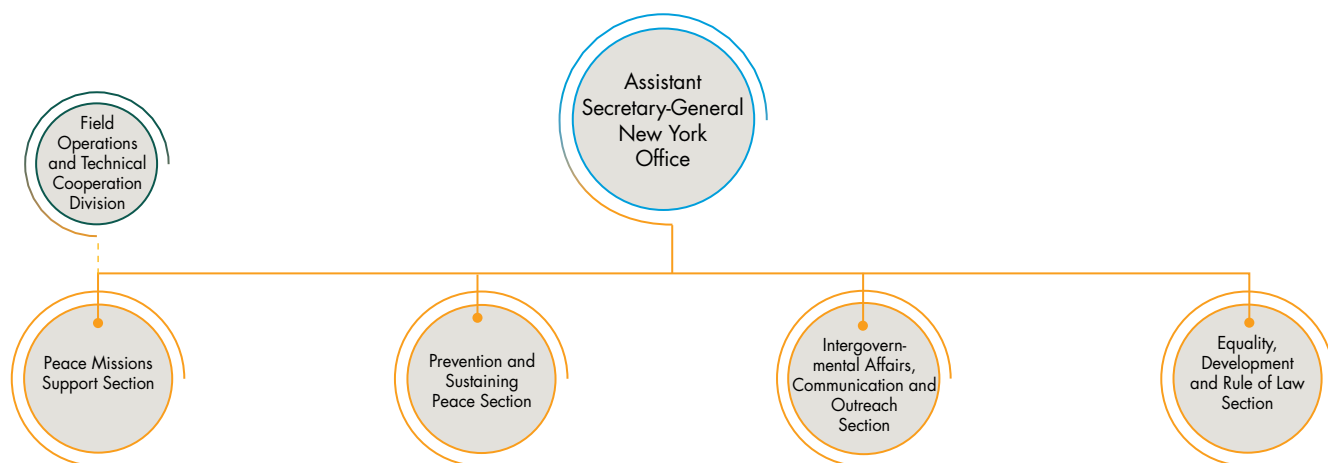 Assistant
Secretary-General
New York
Office
Field
Operations
and Technical
Cooperation
Division
Peace Missions
Support Section
Prevention and
Sustaining
Peace Section
Intergovern-
mental Affairs,
Communication and
Outreach
Section
Equality,
Development
and Rule of Law
Section